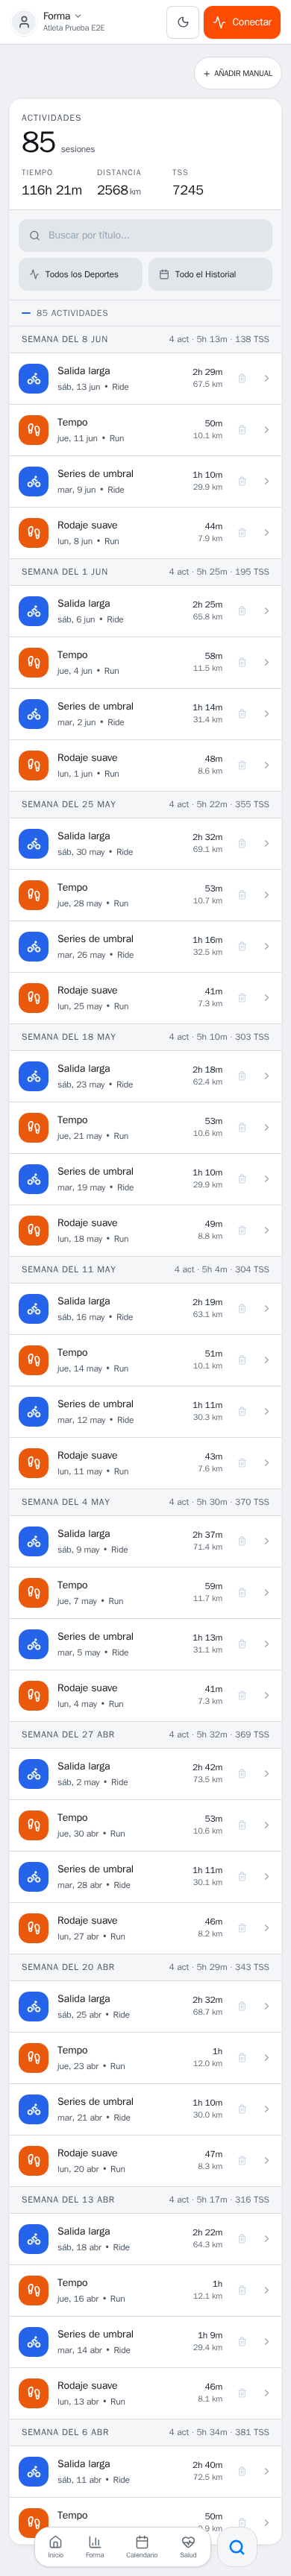 Forma
Atleta Prueba E2E
Conectar
+ AÑADIR MANUAL
ACTIVIDADES
85 sesiones
TIEMPO DISTANCIA TSS
116h 21m 2568 km 7245
Buscar por título...
Todos los Deportes Todo el Historial
85 ACTIVIDADES
SEMANA DEL 8 JUN 4 act · 5h 13m · 138 TSS
Salida larga 2h 29m
sáb, 13 jun • Ride 67.5 km
Tempo 50m
jue, 11 jun • Run 10.1 km
Series de umbral 1h 10m
mar, 9 jun • Ride 29.9 km
Rodaje suave 44m
lun, 8 jun • Run 7.9 km
SEMANA DEL 1 JUN 4 act · 5h 25m · 195 TSS
Salida larga 2h 25m
sáb, 6 jun • Ride 65.8 km
Tempo 58m
jue, 4 jun • Run 11.5 km
Series de umbral 1h 14m
mar, 2 jun • Ride 31.4 km
Rodaje suave 48m
lun, 1 jun • Run 8.6 km
SEMANA DEL 25 MAY 4 act · 5h 22m · 355 TSS
Salida larga 2h 32m
sáb, 30 may • Ride 69.1 km
Tempo 53m
jue, 28 may • Run 10.7 km
Series de umbral 1h 16m
mar, 26 may • Ride 32.5 km
Rodaje suave 41m
lun, 25 may • Run 7.3 km
SEMANA DEL 18 MAY 4 act · 5h 10m · 303 TSS
Salida larga 2h 18m
sáb, 23 may • Ride 62.4 km
Tempo 53m
jue, 21 may • Run 10.6 km
Series de umbral 1h 10m
mar, 19 may • Ride 29.9 km
Rodaje suave 49m
lun, 18 may • Run 8.8 km
SEMANA DEL 11 MAY 4 act · 5h 4m · 304 TSS
Salida larga 2h 19m
sáb, 16 may • Ride 63.1 km
Tempo 51m
jue, 14 may • Run 10.1 km
Series de umbral 1h 11m
mar, 12 may • Ride 30.3 km
Rodaje suave 43m
lun, 11 may • Run 7.6 km
SEMANA DEL 4 MAY 4 act · 5h 30m · 370 TSS
Salida larga 2h 37m
sáb, 9 may • Ride 71.4 km
Tempo 59m
jue, 7 may • Run 11.7 km
Series de umbral 1h 13m
mar, 5 may • Ride 31.1 km
Rodaje suave 41m
lun, 4 may • Run 7.3 km
SEMANA DEL 27 ABR 4 act · 5h 32m · 369 TSS
Salida larga 2h 42m
sáb, 2 may • Ride 73.5 km
Tempo 53m
jue, 30 abr • Run 10.6 km
Series de umbral 1h 11m
mar, 28 abr • Ride 30.1 km
Rodaje suave 46m
lun, 27 abr • Run 8.2 km
SEMANA DEL 20 ABR 4 act · 5h 29m · 343 TSS
Salida larga 2h 32m
sáb, 25 abr • Ride 68.7 km
Tempo 1h
jue, 23 abr • Run 12.0 km
Series de umbral 1h 10m
mar, 21 abr • Ride 30.0 km
Rodaje suave 47m
lun, 20 abr • Run 8.3 km
SEMANA DEL 13 ABR 4 act · 5h 17m · 316 TSS
Salida larga 2h 22m
sáb, 18 abr • Ride 64.3 km
Tempo 1h
jue, 16 abr • Run 12.1 km
Series de umbral 1h 9m
mar, 14 abr • Ride 29.4 km
Rodaje suave 46m
lun, 13 abr • Run 8.1 km
SEMANA DEL 6 ABR 4 act · 5h 34m · 381 TSS
Salida larga 2h 40m
sáb, 11 abr • Ride 72.5 km
Tempo 50m
km
Inicio Forma Calendario Salud